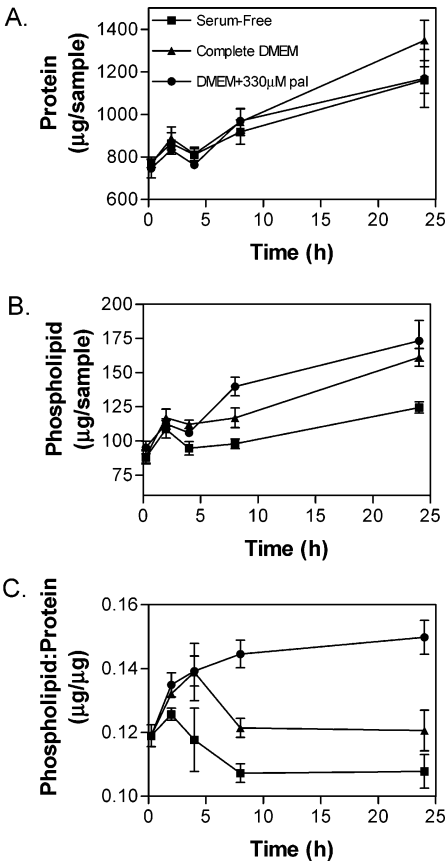 A.
Serum-Free
Complete DMEM
DMEM+330µM pal
Protein
(µg/sample)
1400
1200
1000
800
600
0 5 10 15 20 25
Time (h)
B.
Phospholipid
(µg/sample)
200
175
150
125
100
75
0 5 10 15 20 25
Time (h)
C.
Phospholipid:Protein
(µg/µg)
0.16
0.14
0.12
0.10
0 5 10 15 20 25
Time (h)